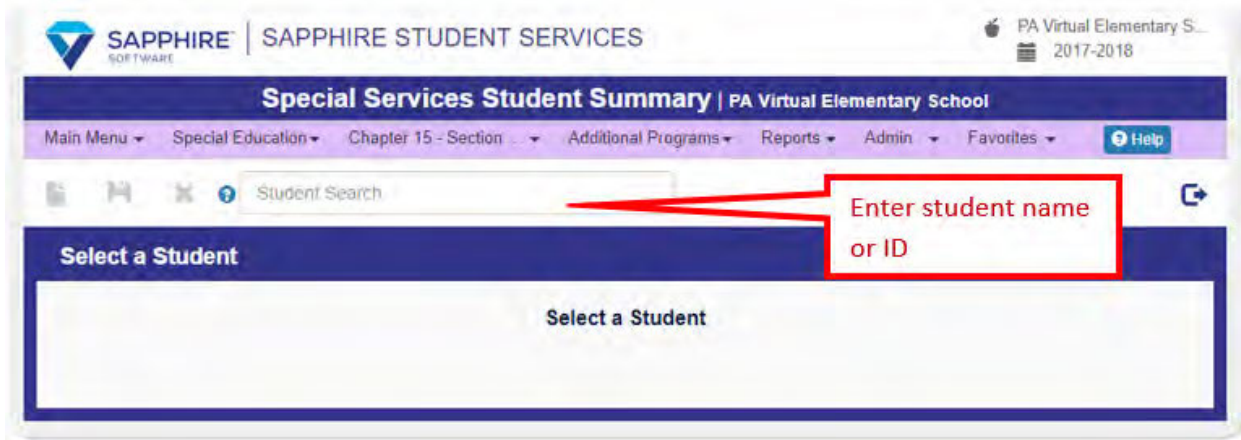 SAPPHIRE™ | SAPPHIRE STUDENT SERVICES
SOFTWARE
PA Virtual Elementary S...
2017-2018
Special Services Student Summary | PA Virtual Elementary School
Main Menu Special Education Chapter 15 - Section ... Additional Programs Reports Admin Favorites ? Help
? Student Search
Enter student name
or ID
Select a Student
Select a Student